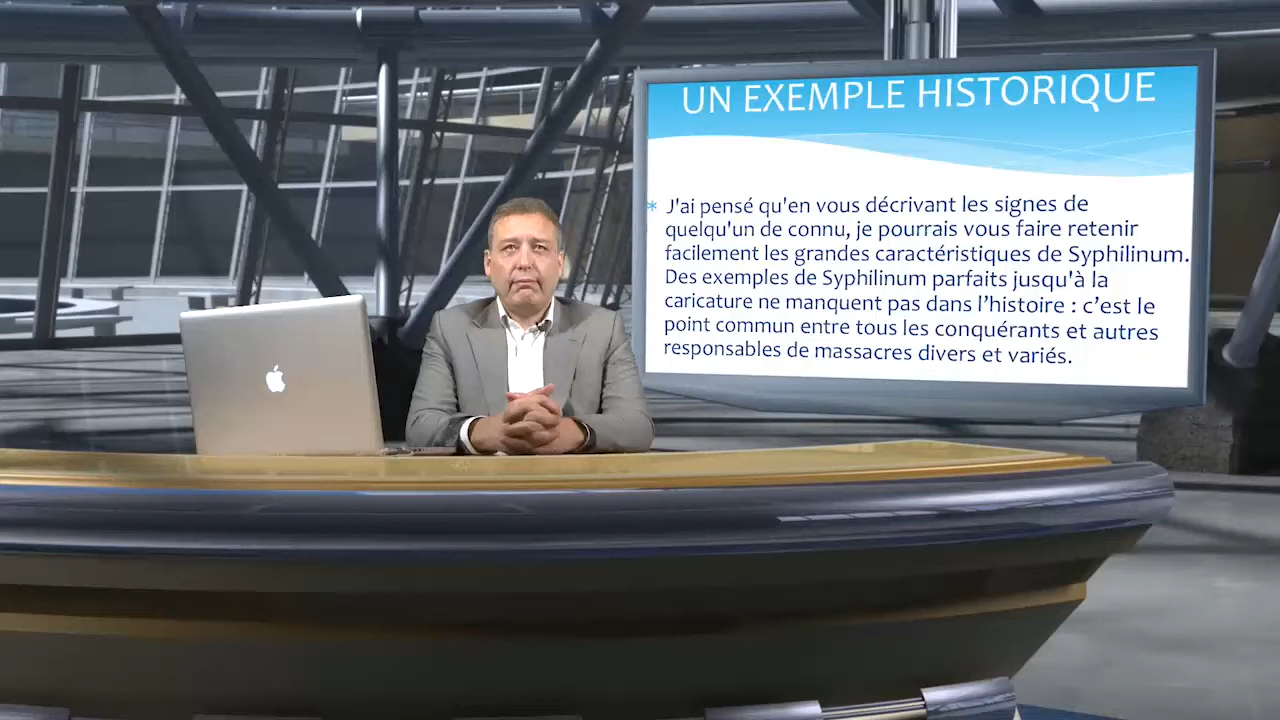 UN EXEMPLE HISTORIQUE
* J'ai pensé qu'en vous décrivant les signes de
quelqu'un de connu, je pourrais vous faire retenir
facilement les grandes caractéristiques de Syphilinum.
Des exemples de Syphilinum parfaits jusqu'à la
caricature ne manquent pas dans l’histoire : c’est le
point commun entre tous les conquérants et autres
responsables de massacres divers et variés.